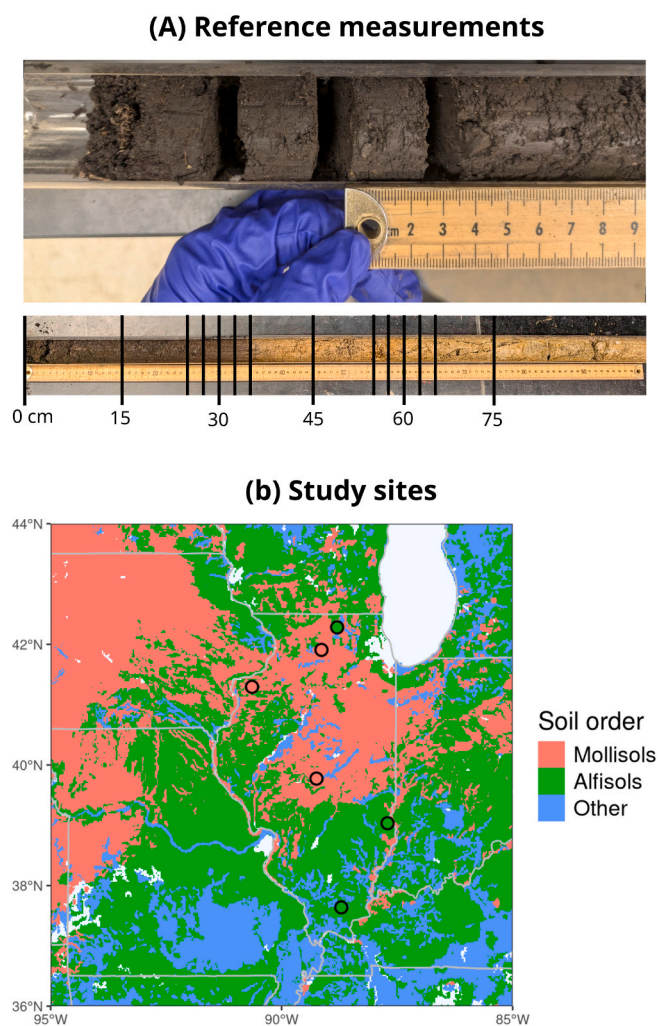 (A) Reference measurements
cm 2 3 4 5 6 7 8 9
0 cm 15 30 45 60 75
(b) Study sites
44°N
42°N
40°N
38°N
36°N
95°W 90°W 85°W
Soil order
Mollisols
Alfisols
Other